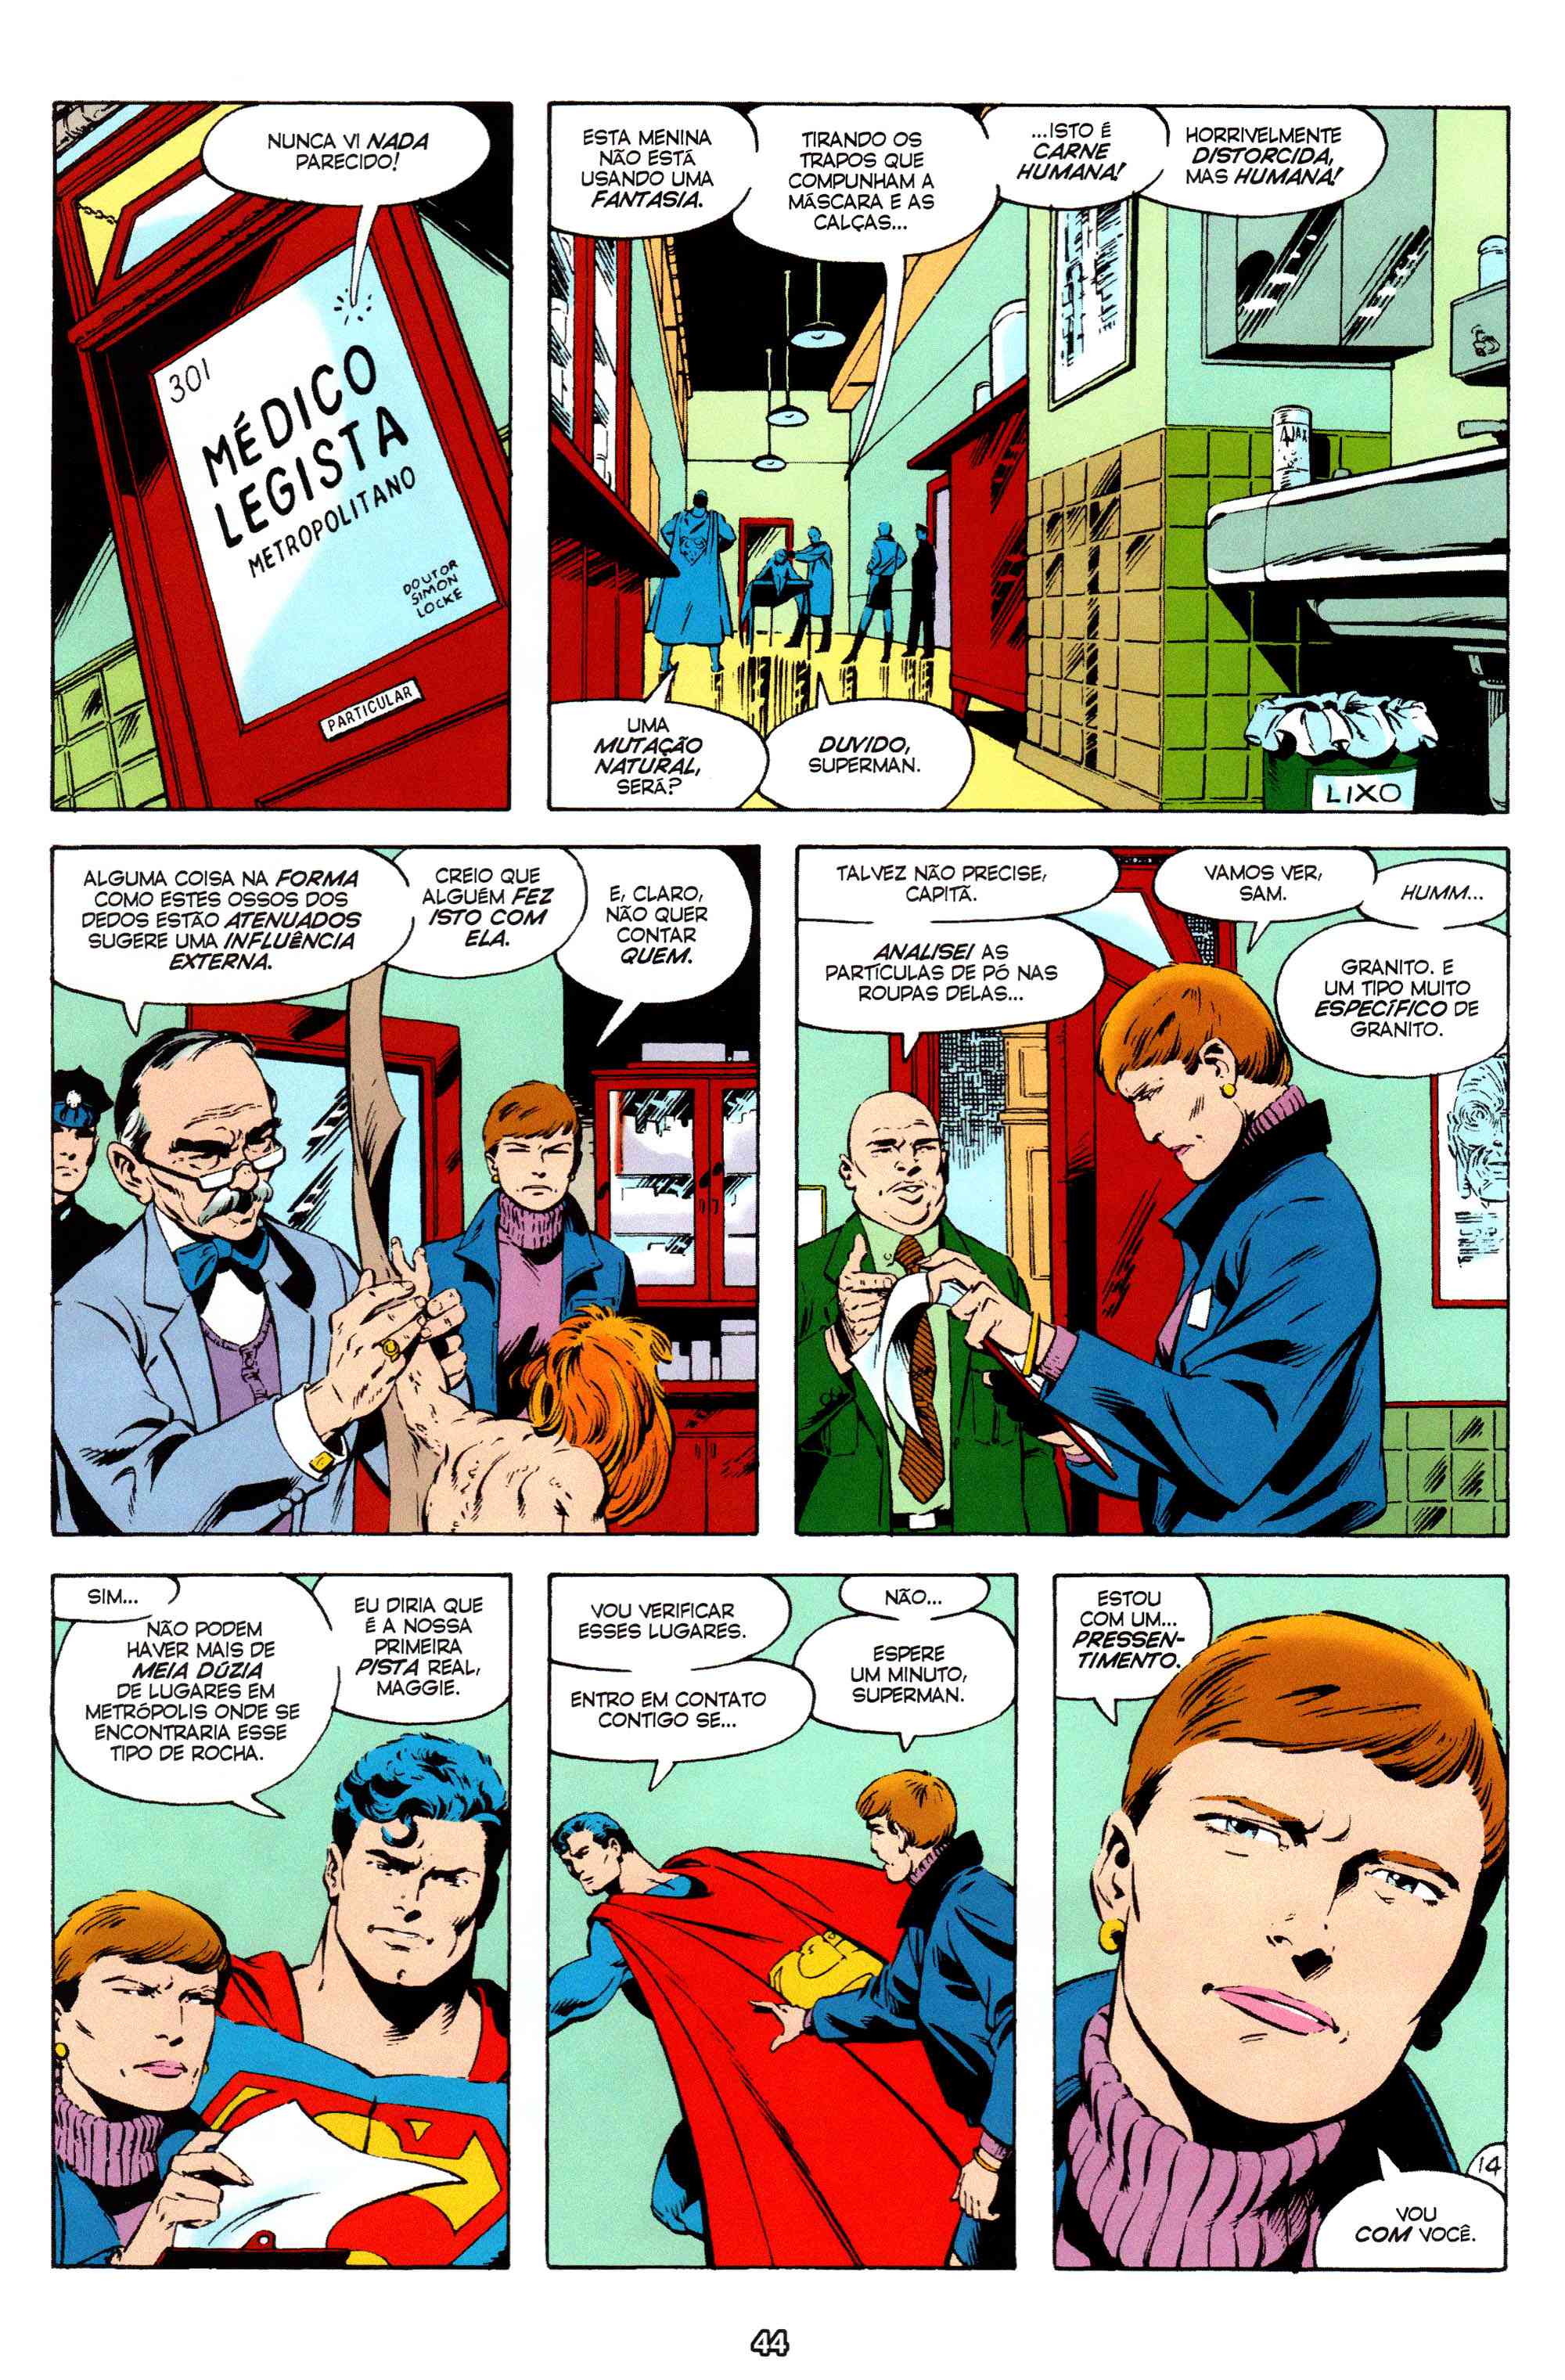 NUNCA VI NADA
PARECIDO!
301
MÉDICO
LEGISTA
METROPOLITANO
DOUTOR
SIMON
LOCKE
PARTICULAR
ESTA MENINA
NÃO ESTÁ
USANDO UMA
FANTASIA.
TIRANDO OS
TRAPOS QUE
COMPUNHAM A
MÁSCARA E AS
CALÇAS...
...ISTO É
CARNE
HUMANA!
HORRIVELMENTE
DISTORCIDA,
MAS HUMANA!
AJAX
UMA
MUTAÇÃO
NATURAL,
SERÁ?
DUVIDO,
SUPERMAN.
LIXO
ALGUMA COISA NA FORMA
COMO ESTES OSSOS DOS
DEDOS ESTÃO ATENUADOS
SUGERE UMA INFLUÊNCIA
EXTERNA.
CREIO QUE
ALGUÉM FEZ
ISTO COM
ELA.
E, CLARO,
NÃO QUER
CONTAR
QUEM.
TALVEZ NÃO PRECISE,
CAPITÃ.
ANALISEI AS
PARTÍCULAS DE PÓ NAS
ROUPAS DELAS...
VAMOS VER,
SAM.
HUMM...
GRANITO. E
UM TIPO MUITO
ESPECÍFICO DE
GRANITO.
SIM...
NÃO PODEM
HAVER MAIS DE
MEIA DÚZIA
DE LUGARES EM
METRÓPOLIS ONDE SE
ENCONTRARIA ESSE
TIPO DE ROCHA.
EU DIRIA QUE
É A NOSSA
PRIMEIRA
PISTA REAL,
MAGGIE.
VOU VERIFICAR
ESSES LUGARES.
ENTRO EM CONTATO
CONTIGO SE...
NÃO...
ESPERE
UM MINUTO,
SUPERMAN.
ESTOU
COM UM...
PRESSEN-
TIMENTO.
VOU
COM VOCÊ.
14
44